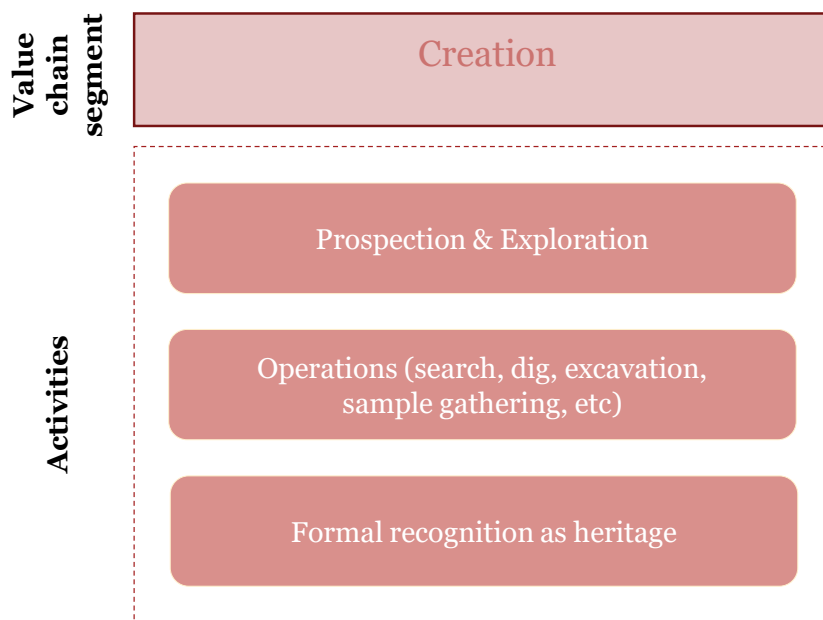 Value
chain
segment
Creation
Activities
Prospection & Exploration
Operations (search, dig, excavation,
sample gathering, etc)
Formal recognition as heritage